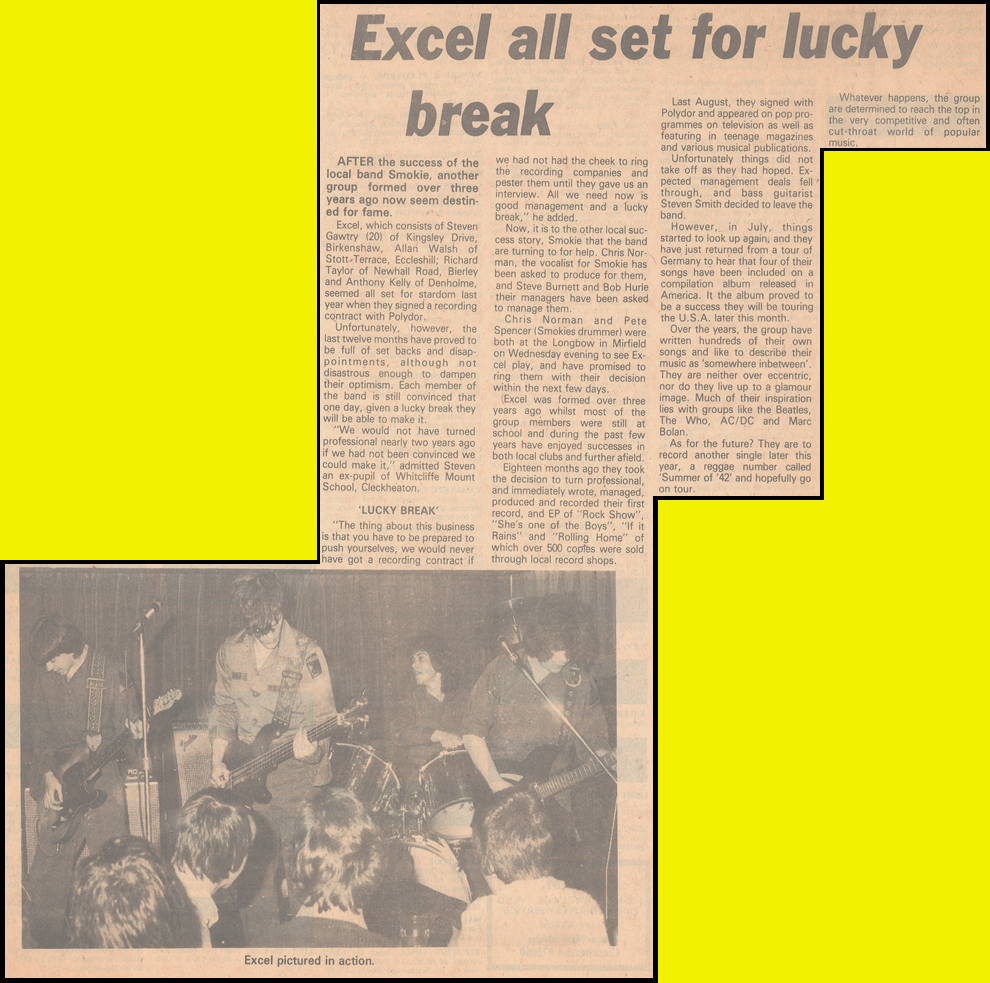 Excel all set for lucky
break
AFTER the success of the
local band Smokie, another
group formed over three
years ago now seem destin-
ed for fame.
Excel, which consists of Steven
Gawtry (20) of Kingsley Drive,
Birkenshaw, Allan Walsh of
Stott-Terrace, Eccleshill; Richard
Taylor of Newhall Road, Bierley
and Anthony Kelly of Denholme,
seemed all set for stardom last
year when they signed a recording
contract with Polydor.
Unfortunately, however, the
last twelve months have proved to
be full of set backs and disap-
pointments, although not
disastrous enough to dampen
their optimism. Each member of
the band is still convinced that
one day, given a lucky break they
will be able to make it.
"We would not have turned
professional nearly two years ago
if we had not been convinced we
could make it," admitted Steven
an ex-pupil of Whitcliffe Mount
School, Cleckheaton.
'LUCKY BREAK'
"The thing about this business
is that you have to be prepared to
push yourselves, we would never
have got a recording contract if
we had not had the cheek to ring
the recording companies and
pester them until they gave us an
interview. All we need now is
good management and a lucky
break," he added.
Now, it is to the other local suc-
cess story, Smokie that the band
are turning to for help. Chris Nor-
man, the vocalist for Smokie has
been asked to produce for them,
and Steve Burnett and Bob Hurle
their managers have been asked
to manage them.
Chris Norman and Pete
Spencer (Smokies drummer) were
both at the Longbow in Mirfield
on Wednesday evening to see Ex-
cel play, and have promised to
ring them with their decision
within the next few days.
Excel was formed over three
years ago whilst most of the
group members were still at
school and during the past few
years have enjoyed successes in
both local clubs and further afield.
Eighteen months ago they took
the decision to turn professional,
and immediately wrote, managed,
produced and recorded their first
record, and EP of "Rock Show",
"She's one of the Boys", "If it
Rains" and "Rolling Home" of
which over 500 copies were sold
through local record shops.
Last August, they signed with
Polydor and appeared on pop pro-
grammes on television as well as
featuring in teenage magazines
and various musical publications.
Unfortunately things did not
take off as they had hoped. Ex-
pected management deals fell
through, and bass guitarist
Steven Smith decided to leave the
band.
However, in July, things
started to look up again, and they
have just returned from a tour of
Germany to hear that four of their
songs have been included on a
compilation album released in
America. It the album proved to
be a success they will be touring
the U.S.A. later this month.
Over the years, the group have
written hundreds of their own
songs and like to describe their
music as 'somewhere inbetween'.
They are neither over eccentric,
nor do they live up to a glamour
image. Much of their inspiration
lies with groups like the Beatles,
The Who, AC/DC and Marc
Bolan.
As for the future? They are to
record another single later this
year, a reggae number called
'Summer of '42' and hopefully go
on tour.
Whatever happens, the group
are determined to reach the top in
the very competitive and often
cut-throat world of popular
music.
Excel pictured in action.